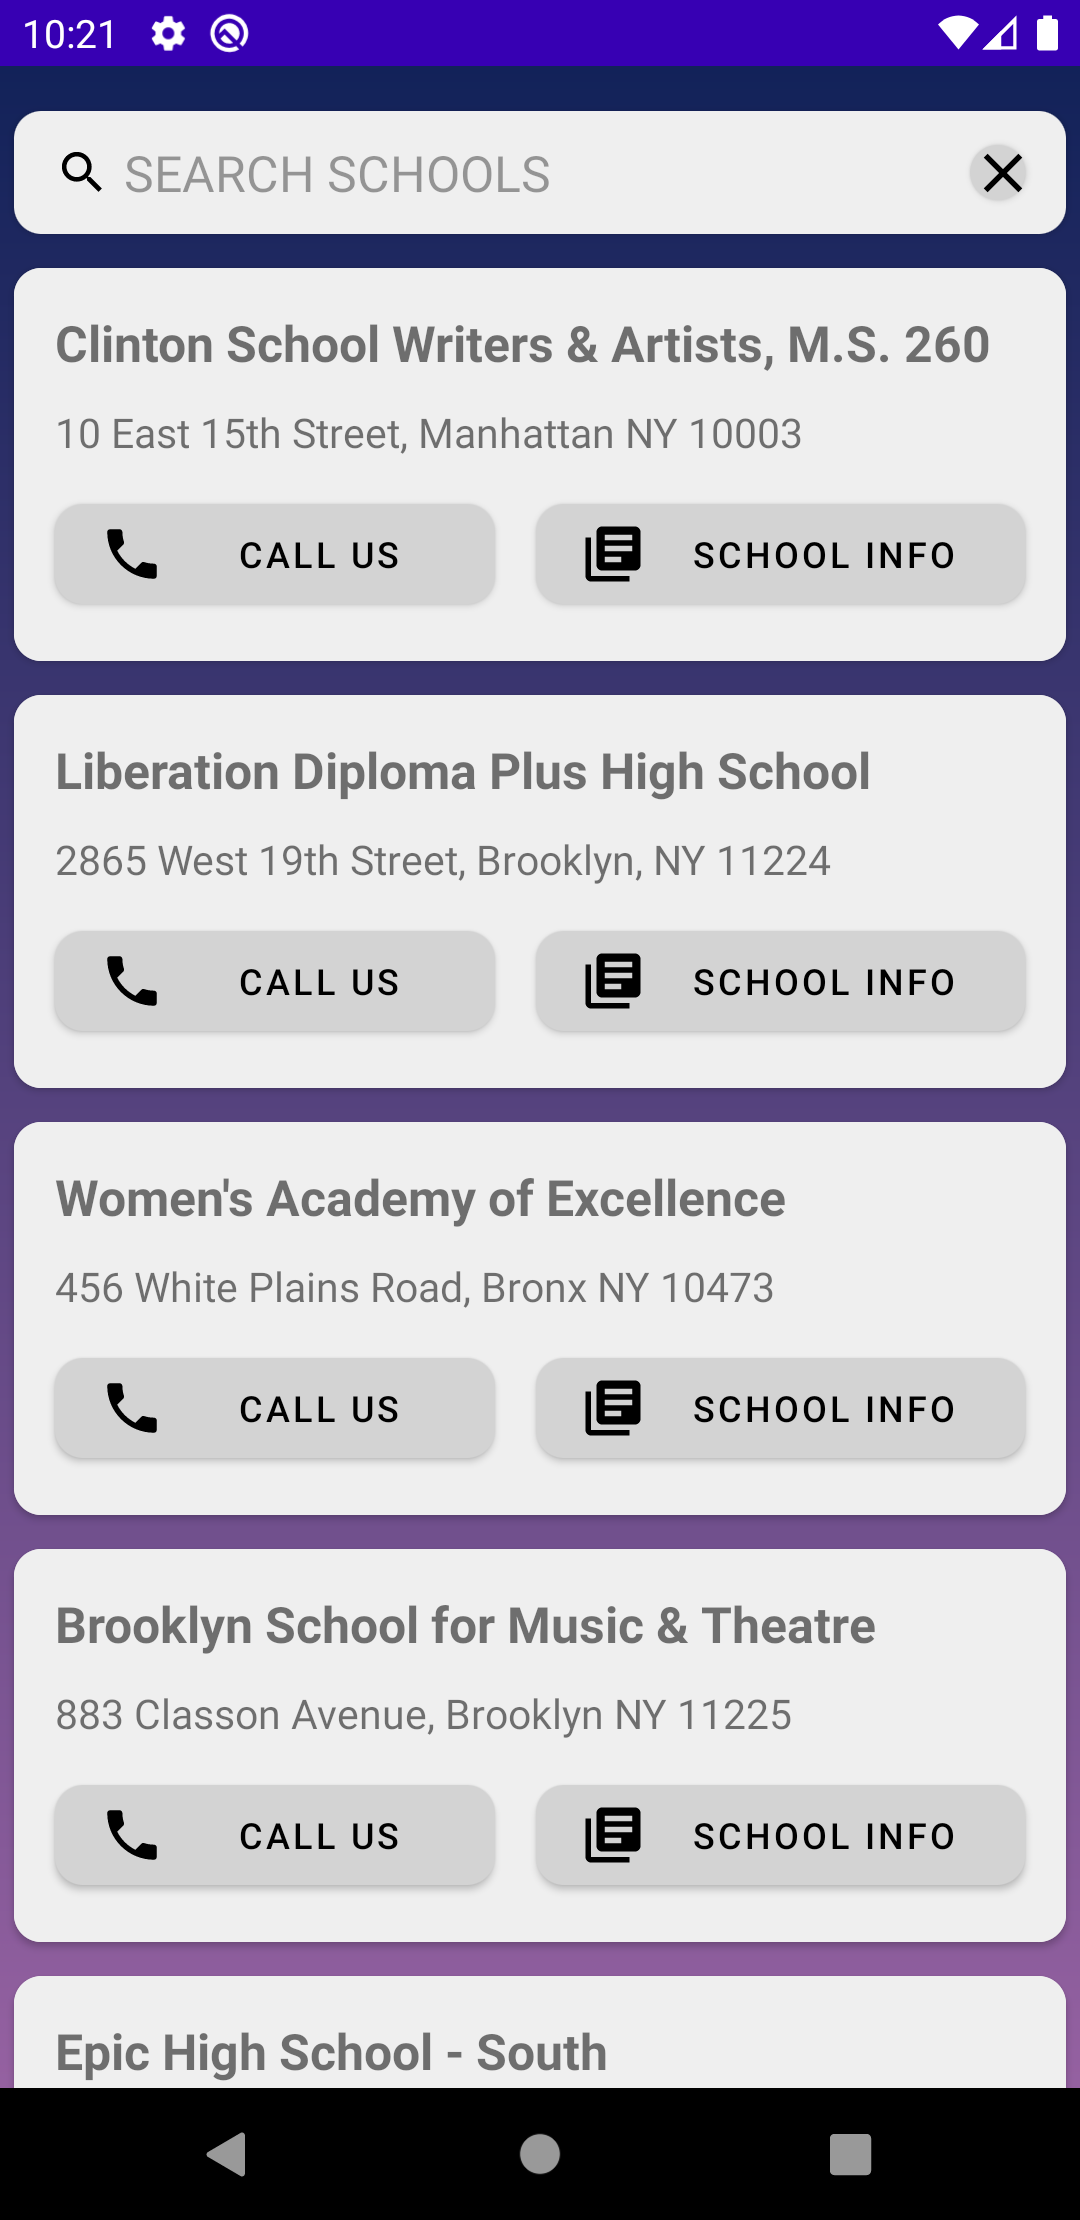 10:21
SEARCH SCHOOLS
Clinton School Writers & Artists, M.S. 260
10 East 15th Street, Manhattan NY 10003
CALL US SCHOOL INFO
Liberation Diploma Plus High School
2865 West 19th Street, Brooklyn, NY 11224
CALL US SCHOOL INFO
Women's Academy of Excellence
456 White Plains Road, Bronx NY 10473
CALL US SCHOOL INFO
Brooklyn School for Music & Theatre
883 Classon Avenue, Brooklyn NY 11225
CALL US SCHOOL INFO
Epic High School - South